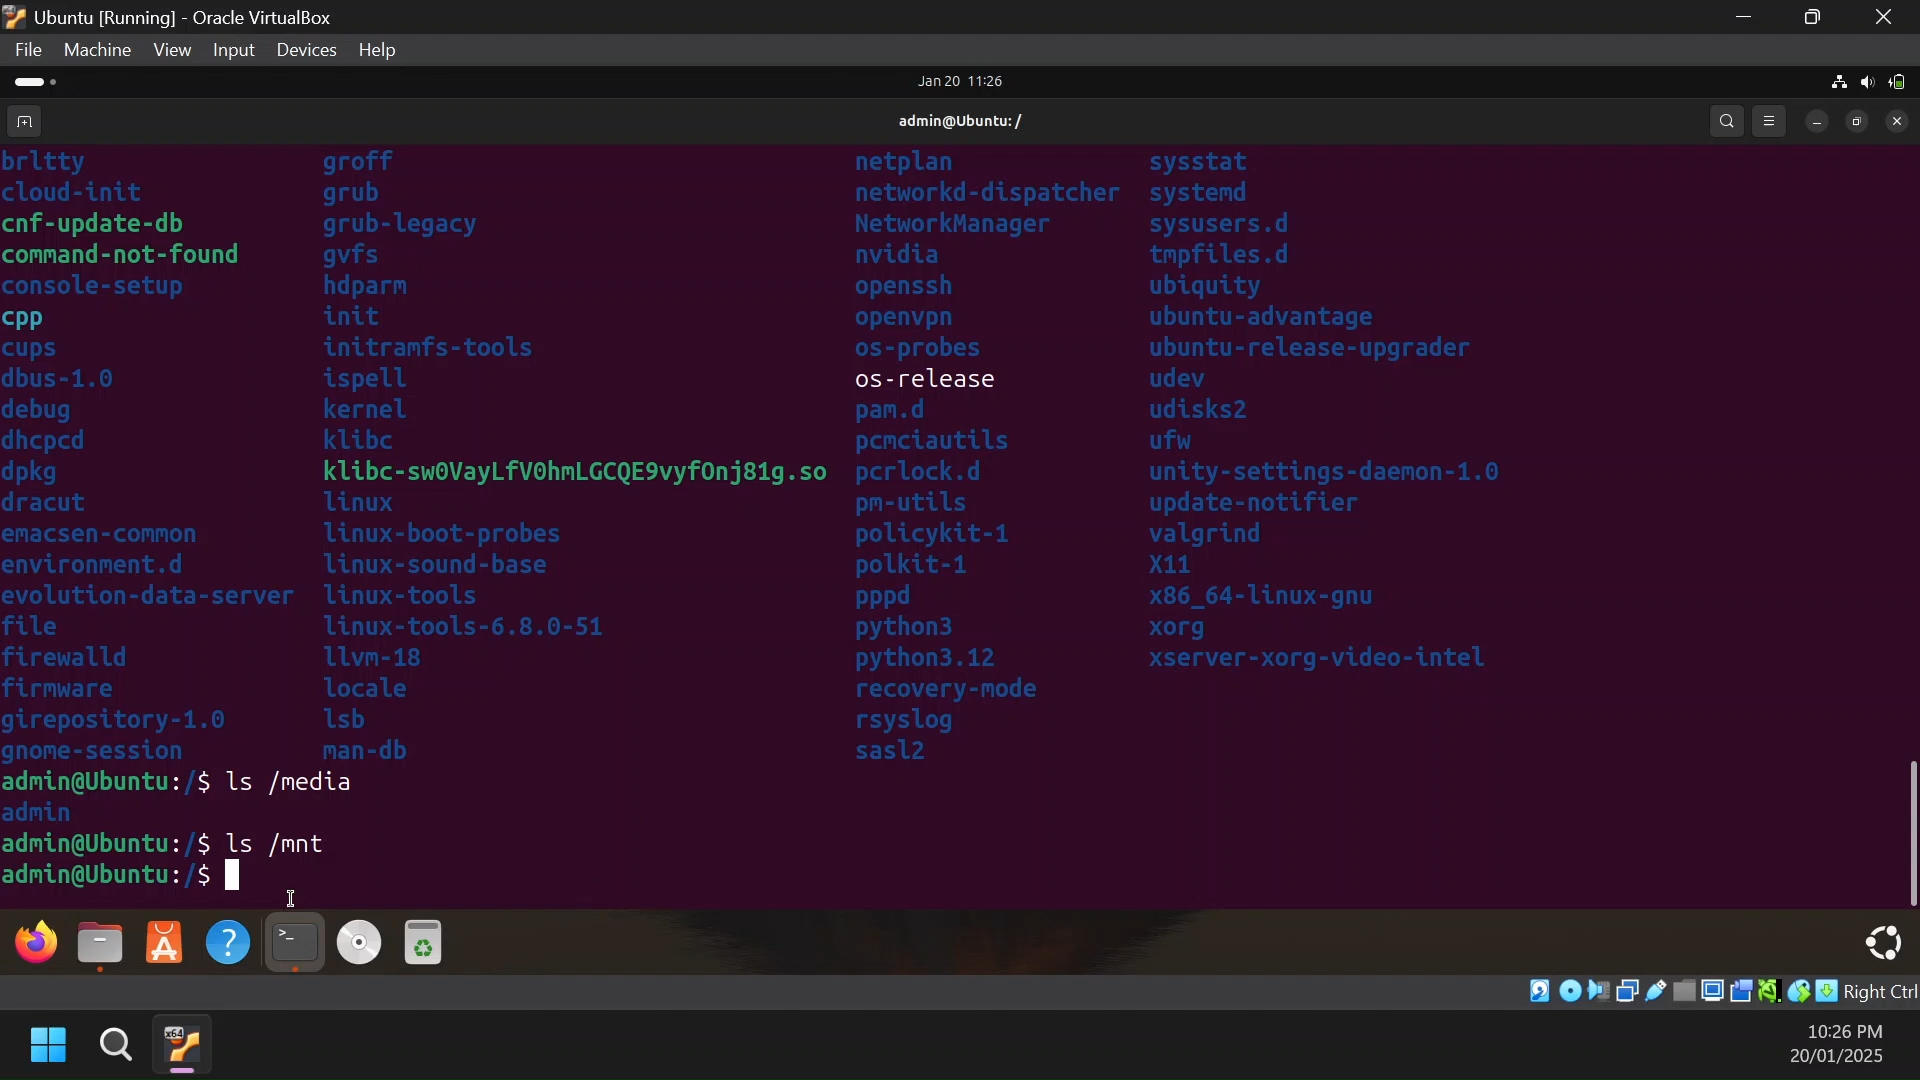 Ubuntu [Running] - Oracle VirtualBox
File Machine View Input Devices Help
Jan 20 11:26
admin@Ubuntu: /
brltty groff netplan sysstat
cloud-init grub networkd-dispatcher systemd
cnf-update-db grub-legacy NetworkManager sysusers.d
command-not-found gvfs nvidia tmpfiles.d
console-setup hdparm openssh ubiquity
cpp init openvpn ubuntu-advantage
cups initramfs-tools os-probes ubuntu-release-upgrader
dbus-1.0 ispell os-release udev
debug kernel pam.d udisks2
dhcpcd klibc pcmciautils ufw
dpkg klibc-sw0VayLfV0hmLGCQE9vyfOnj81g.so pcrlock.d unity-settings-daemon-1.0
dracut linux pm-utils update-notifier
emacsen-common linux-boot-probes policykit-1 valgrind
environment.d linux-sound-base polkit-1 X11
evolution-data-server linux-tools pppd x86_64-linux-gnu
file linux-tools-6.8.0-51 python3 xorg
firewalld llvm-18 python3.12 xserver-xorg-video-intel
firmware locale recovery-mode
girepository-1.0 lsb rsyslog
gnome-session man-db sasl2
admin@Ubuntu:/$ ls /media
admin
admin@Ubuntu:/$ ls /mnt
admin@Ubuntu:/$
Right Ctrl
x64
10:26 PM
20/01/2025